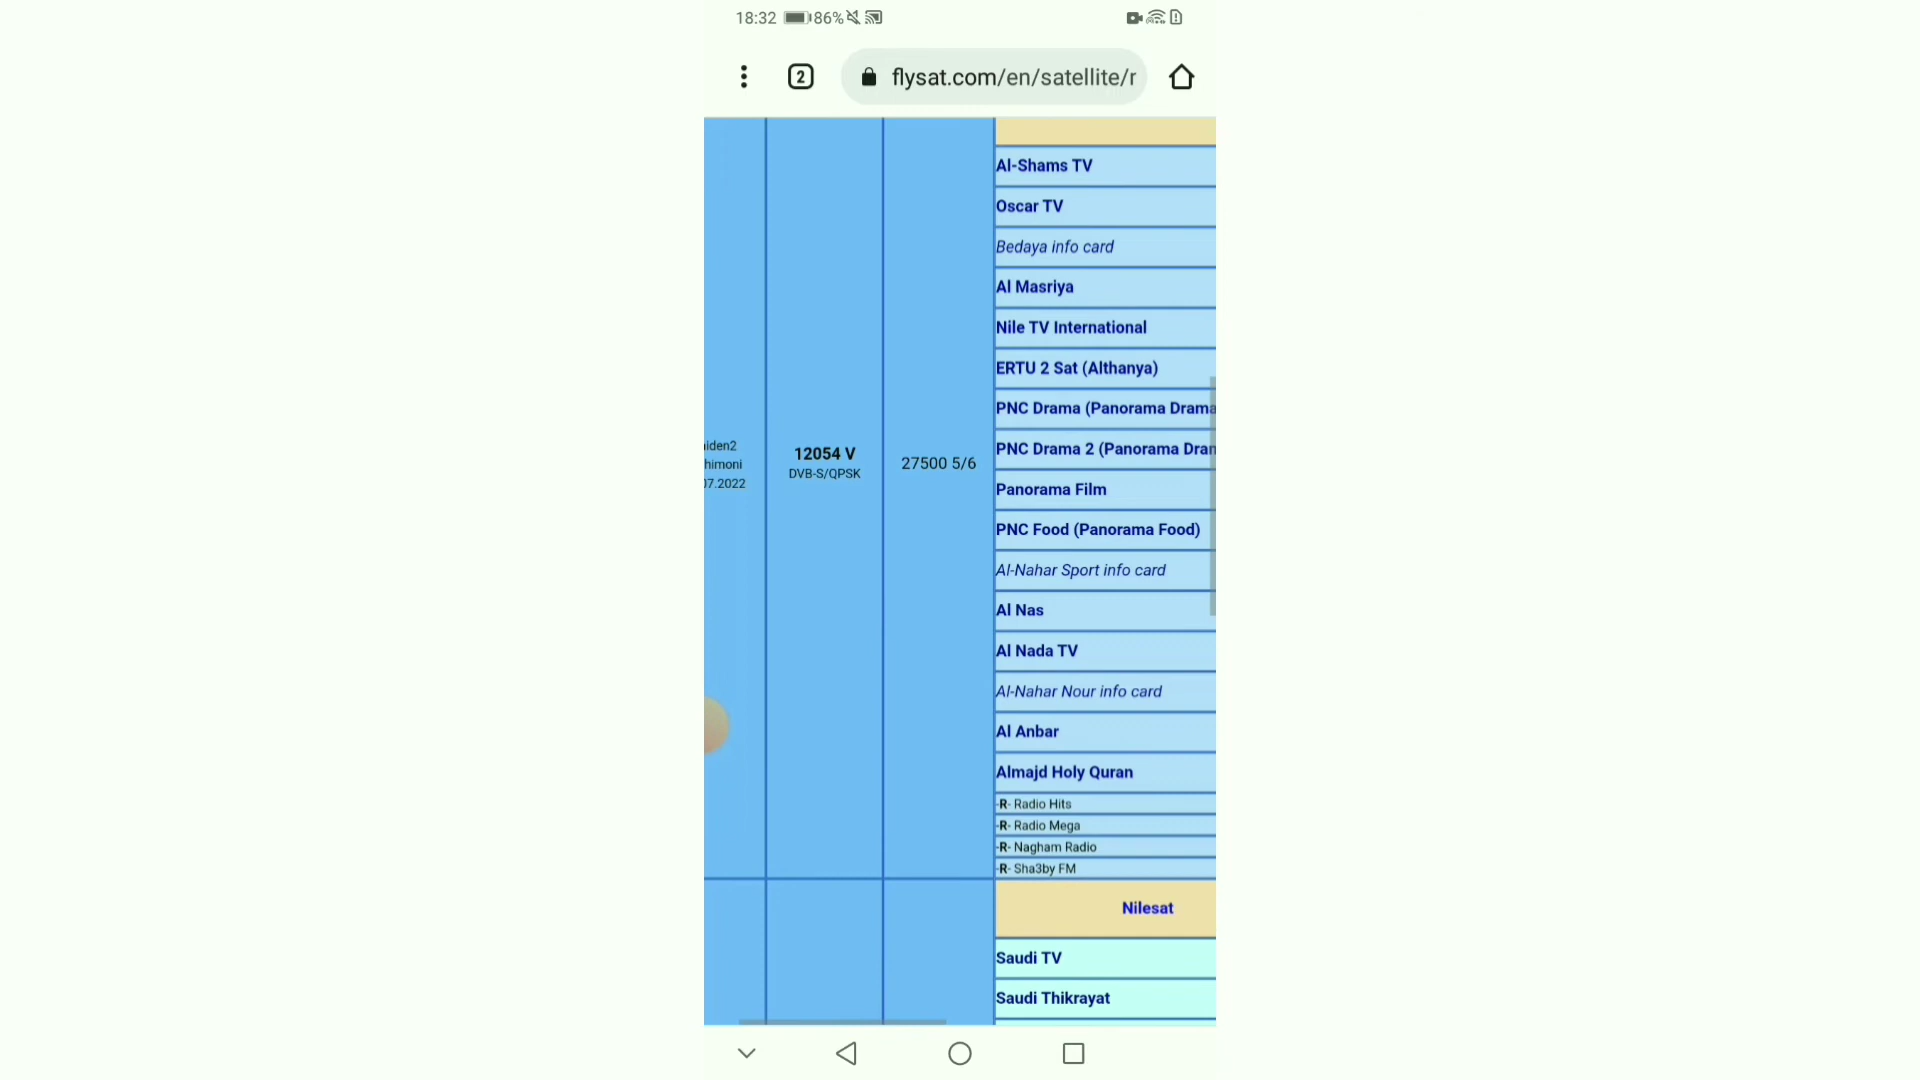 18:32 86%
2 flysat.com/en/satellite/r
Al-Shams TV
Oscar TV
Bedaya info card
Al Masriya
Nile TV International
ERTU 2 Sat (Althanya)
PNC Drama (Panorama Drama
PNC Drama 2 (Panorama Dran
Panorama Film
PNC Food (Panorama Food)
Al-Nahar Sport info card
Al Nas
Al Nada TV
Al-Nahar Nour info card
Al Anbar
Almajd Holy Quran
-R- Radio Hits
-R- Radio Mega
-R- Nagham Radio
-R- Sha3by FM
iden2
himoni
07.2022
12054 V
DVB-S/QPSK
27500 5/6
Nilesat
Saudi TV
Saudi Thikrayat